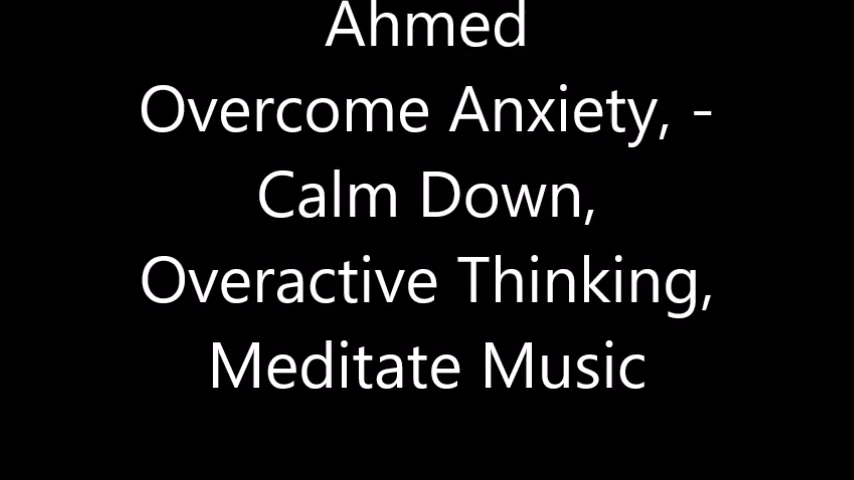 Ahmed
Overcome Anxiety, -
Calm Down,
Overactive Thinking,
Meditate Music